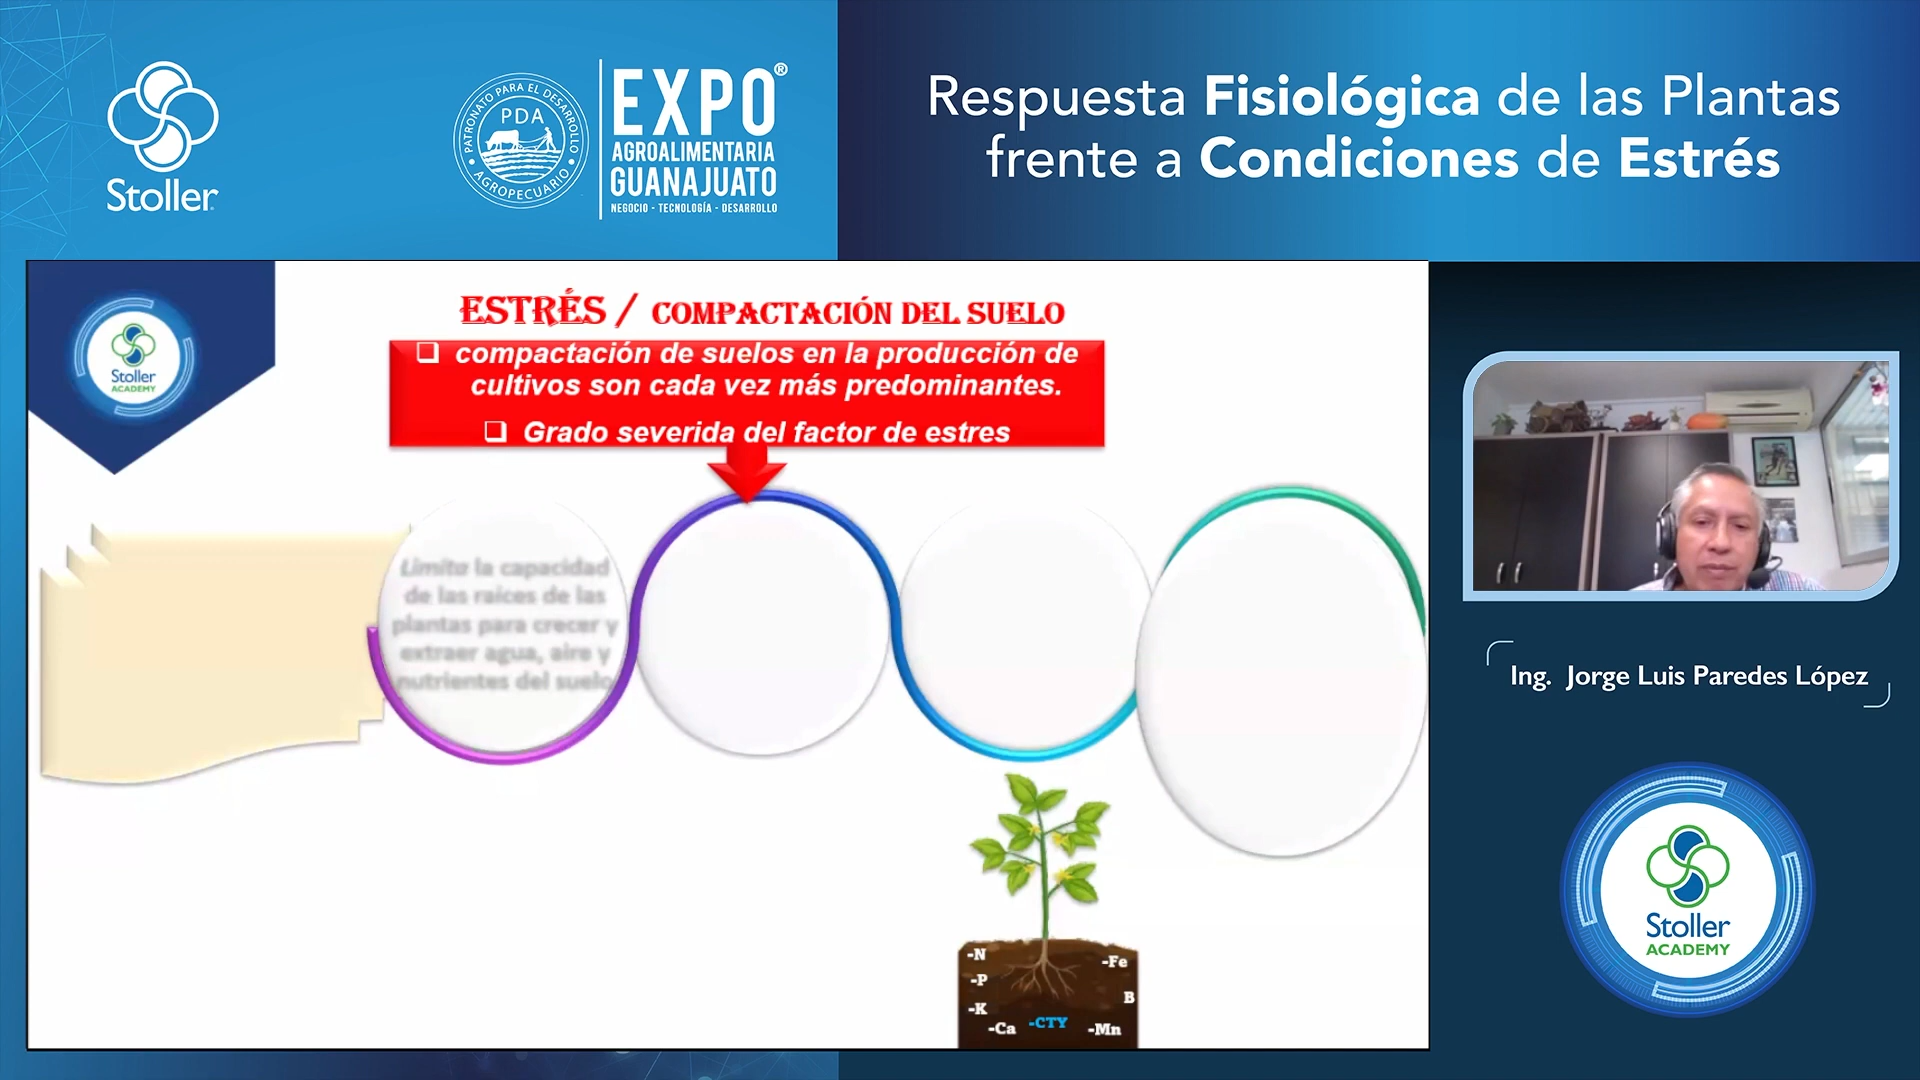 Stoller
PATRONATO PARA EL DESARROLLO
PDA
AGROPECUARIO
EXPO®
AGROALIMENTARIA
GUANAJUATO
NEGOCIO - TECNOLOGÍA - DESARROLLO
Respuesta Fisiológica de las Plantas
frente a Condiciones de Estrés
Stoller
ACADEMY
ESTRÉS / COMPACTACIÓN DEL SUELO
compactación de suelos en la producción de
cultivos son cada vez más predominantes.
Grado severida del factor de estres
Limita la capacidad
de las raíces de las
plantas para crecer y
extraer agua, aire y
nutrientes del suelo
-N
-P
-K
-Ca
-CTY
-Mn
B
-Fe
Ing. Jorge Luis Paredes López
Stoller
ACADEMY